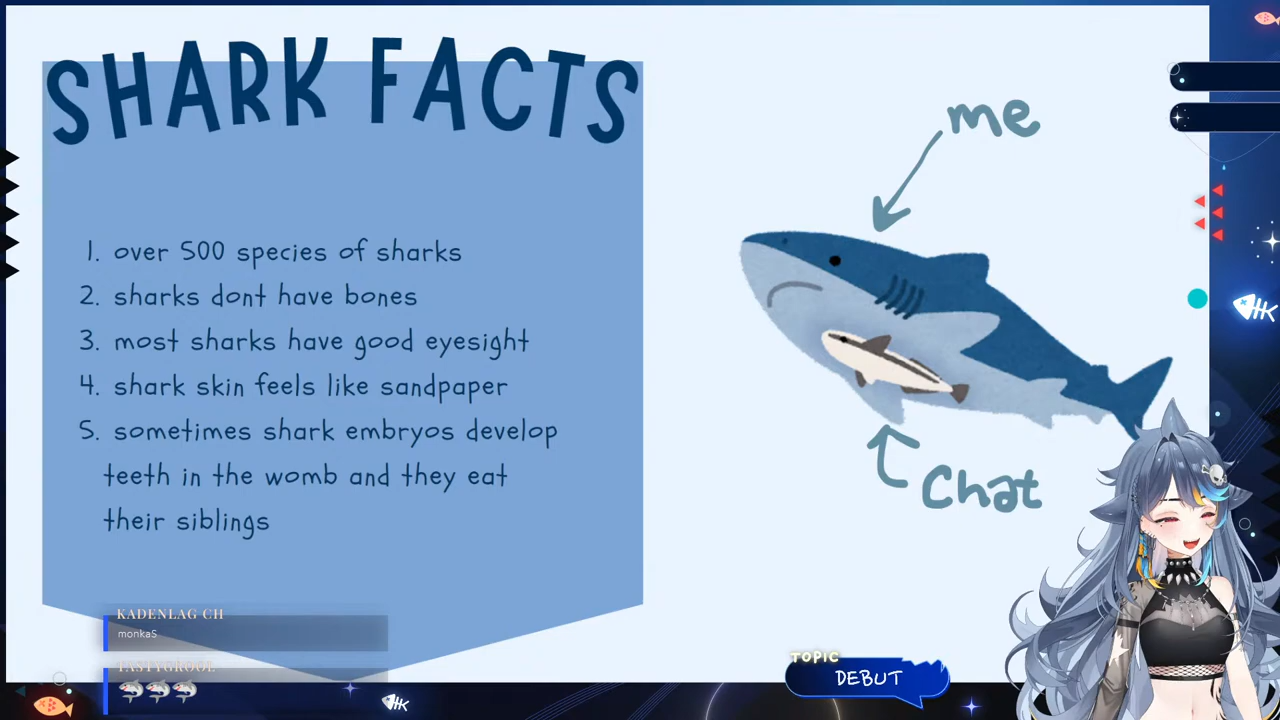 SHARK FACTS
me
1. over 500 species of sharks
2. sharks dont have bones
3. most sharks have good eyesight
4. shark skin feels like sandpaper
5. sometimes shark embryos develop
teeth in the womb and they eat
their siblings
Chat
KADENLAG CH
monkaS
TASTYGROOL
TOPIC
DEBUT